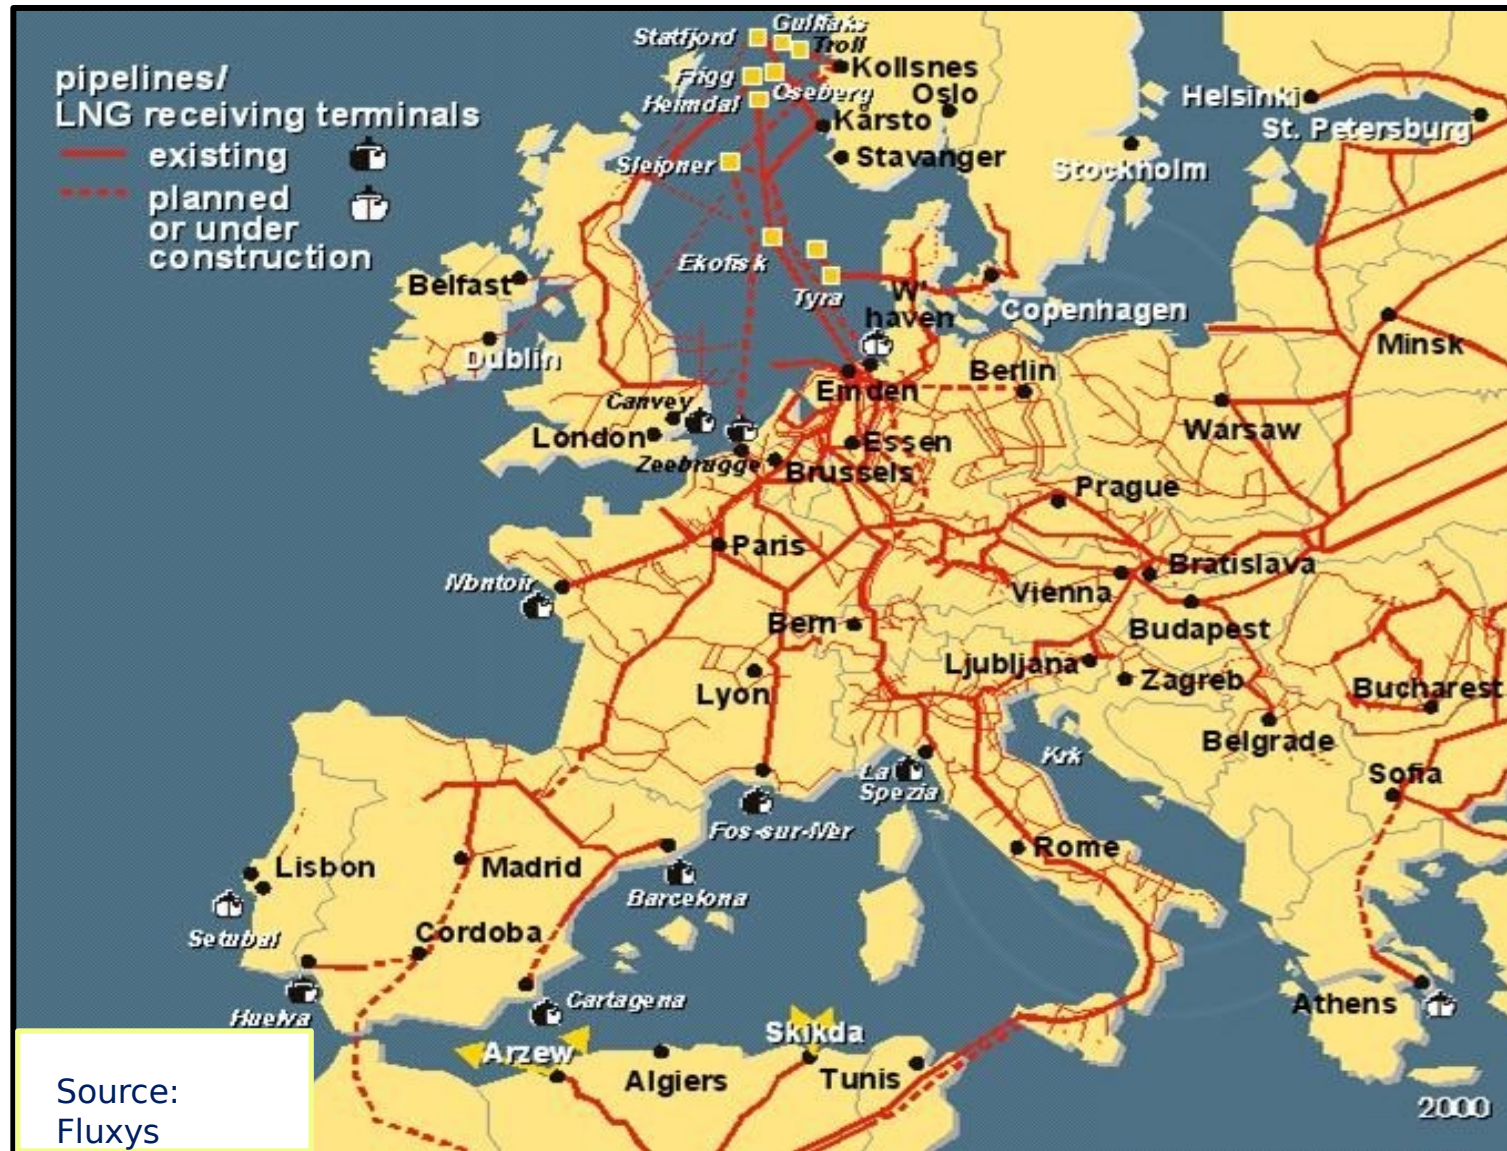 pipelines/
LNG receiving terminals
existing
planned
or under
construction
Statfjord
Gullfaks
Troll
Frigg
Oseberg
Heimdal
Kollsnes
Oslo
Kårsto
Stavanger
Sleipner
Helsinki
St. Petersburg
Stockholm
Ekofisk
Tyra
Belfast
Dublin
W'
haven
Copenhagen
Minsk
Emden
Berlin
Canvey
London
Zeebrugge
Essen
Brussels
Warsaw
Prague
Paris
Montoir
Bratislava
Vienna
Bern
Budapest
Ljubljana
Zagreb
Lyon
Bucharest
Belgrade
Krk
La
Spezia
Sofia
Fos-sur-Mer
Rome
Lisbon
Madrid
Barcelona
Setubal
Cordoba
Huelva
Cartagena
Athens
Arzew
Skikda
Algiers
Tunis
2000
Source:
Fluxys